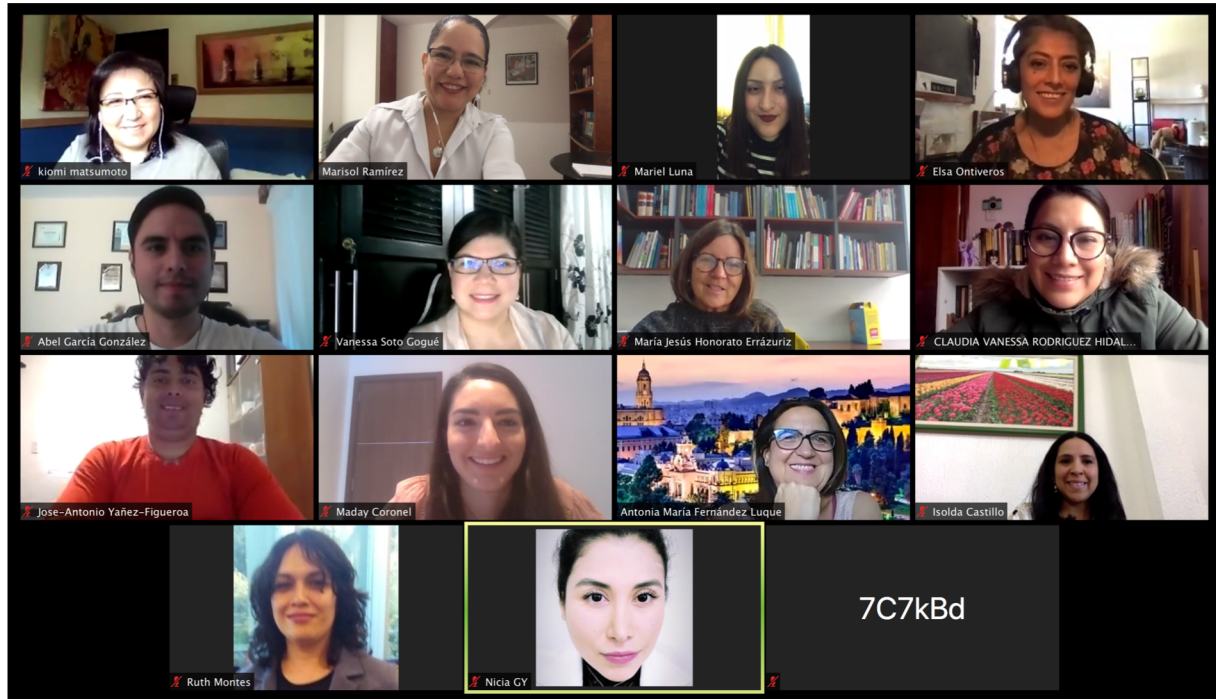 kiomi matsumoto
Marisol Ramírez
Mariel Luna
Elsa Ontiveros
Abel García González
Vanessa Soto Gogué
María Jesús Honorato Errázuriz
CLAUDIA VANESSA RODRIGUEZ HIDAL...
Jose-Antonio Yañez-Figueroa
Maday Coronel
Antonia María Fernández Luque
Isolda Castillo
Ruth Montes
Nicia GY
7C7kBd